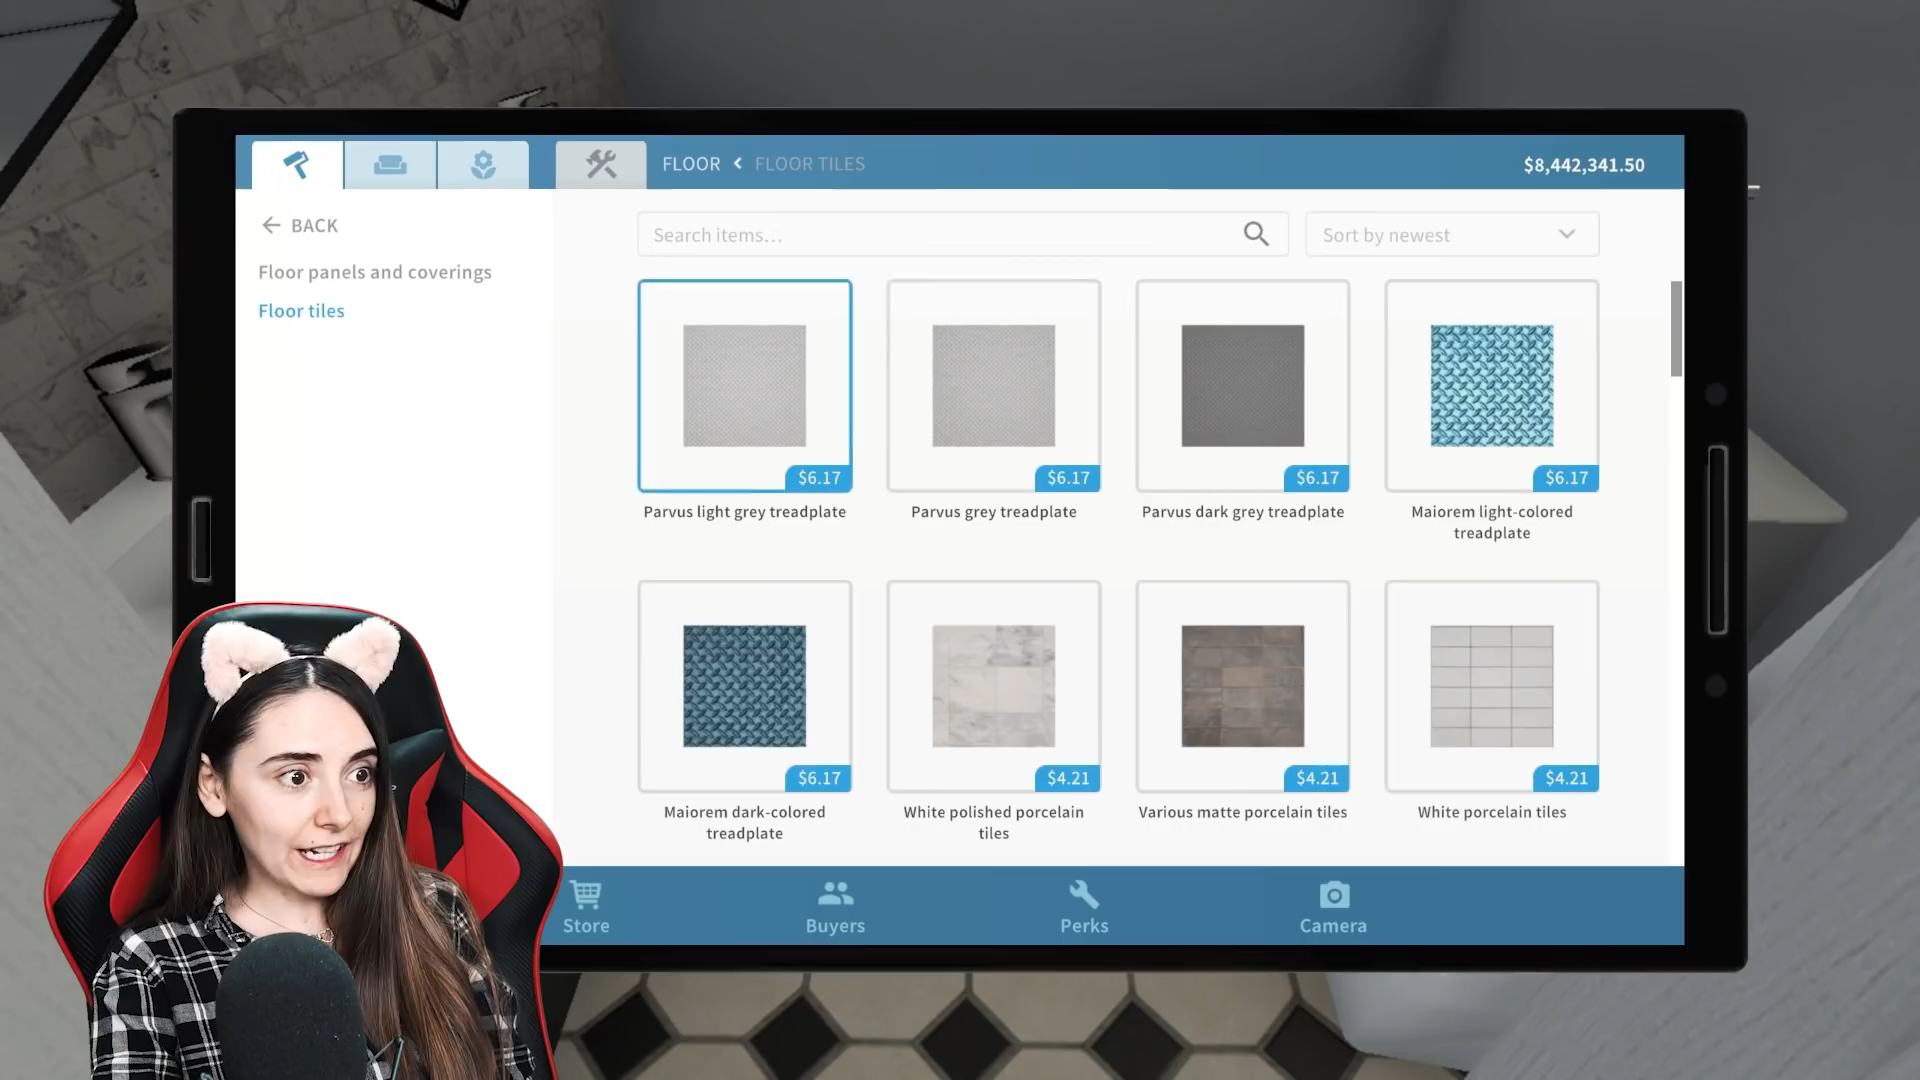 FLOOR < FLOOR TILES
$8,442,341.50
BACK
Floor panels and coverings
Floor tiles
Search items...
Sort by newest
$6.17
$6.17
$6.17
$6.17
Parvus light grey treadplate
Parvus grey treadplate
Parvus dark grey treadplate
Maiorem light-colored
treadplate
$6.17
$4.21
$4.21
$4.21
Maiorem dark-colored
treadplate
White polished porcelain
tiles
Various matte porcelain tiles
White porcelain tiles
Store
Buyers
Perks
Camera